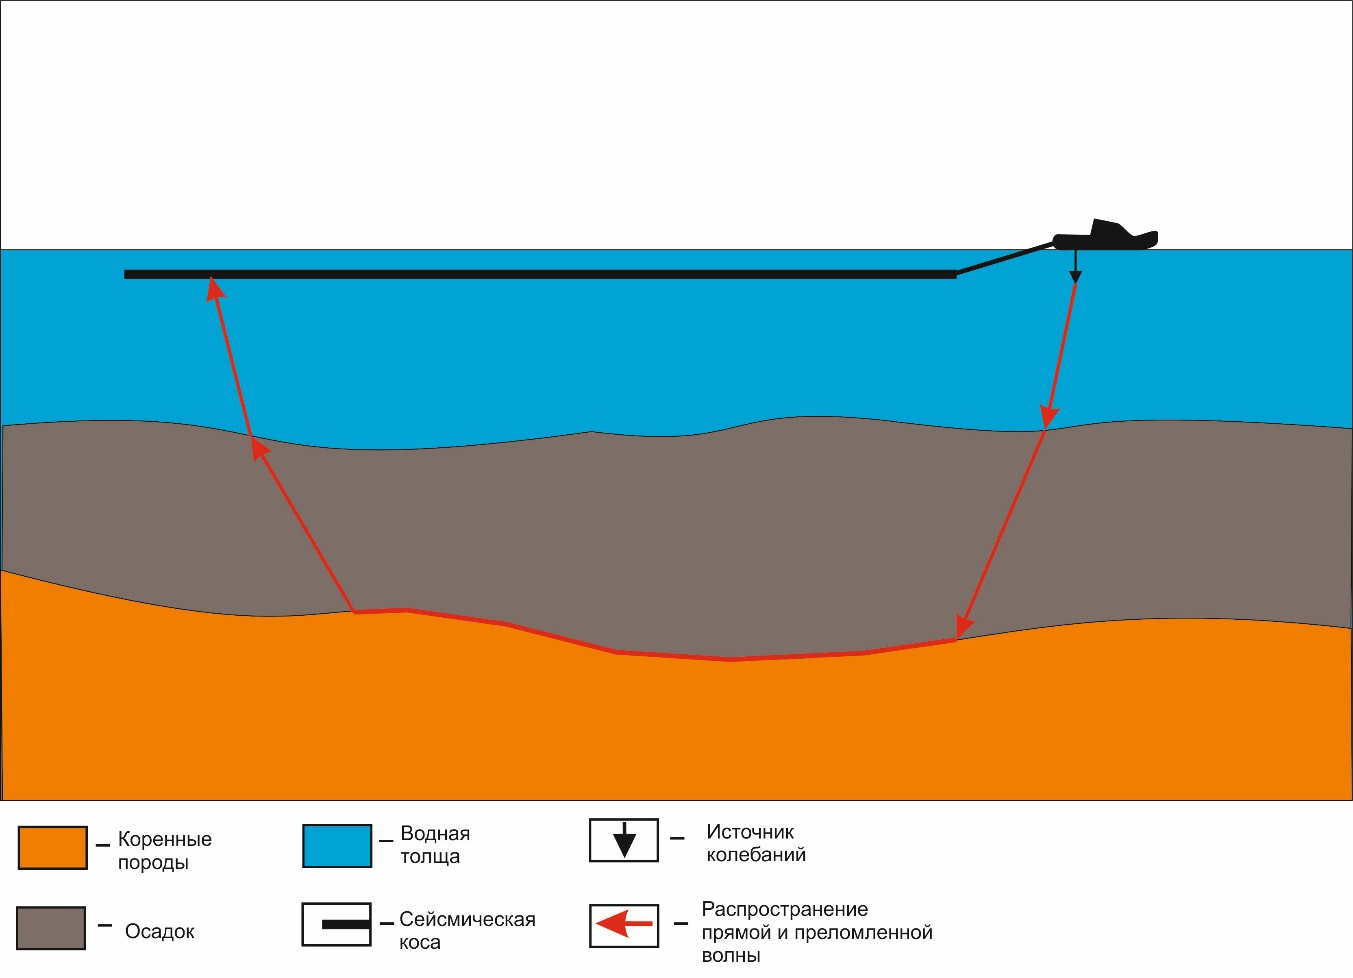 Коренные
породы
Водная
толща
Источник
колебаний
Осадок
Сейсмическая
коса
Распространение
прямой и преломленной
волны